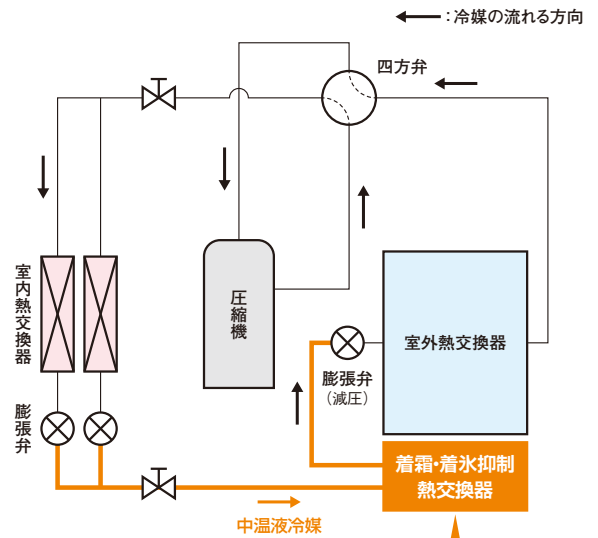 ：冷媒の流れる方向
四方弁
室内熱交換器
圧縮機
室外熱交換器
膨張弁
（減圧）
膨張弁
着霜・着氷抑制
熱交換器
中温液冷媒